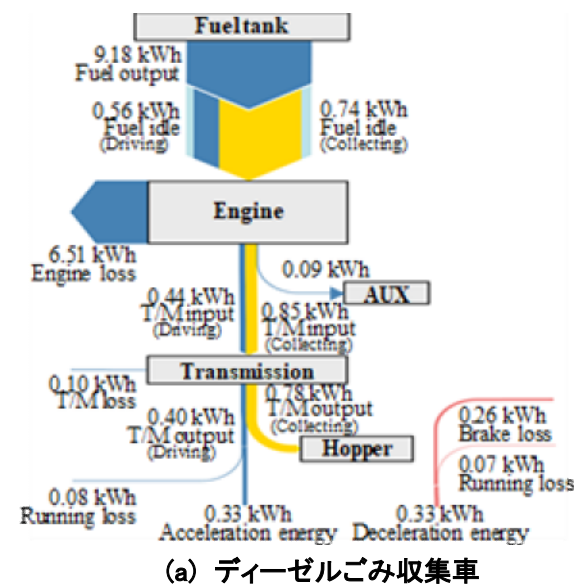 Fuel tank
9.18 kWh
Fuel output
0.56 kWh
Fuel idle
(Driving)
0.74 kWh
Fuel idle
(Collecting)
Engine
6.51 kWh
Engine loss
0.09 kWh
AUX
0.44 kWh
T/M input
(Driving)
0.85 kWh
T/M input
(Collecting)
Transmission
0.10 kWh
T/M loss
0.40 kWh
T/M output
(Driving)
0.78 kWh
T/M output
(Collecting)
Hopper
0.08 kWh
Running loss
0.33 kWh
Acceleration energy
0.26 kWh
Brake loss
0.07 kWh
Running loss
0.33 kWh
Deceleration energy
(a) ディーゼルごみ収集車